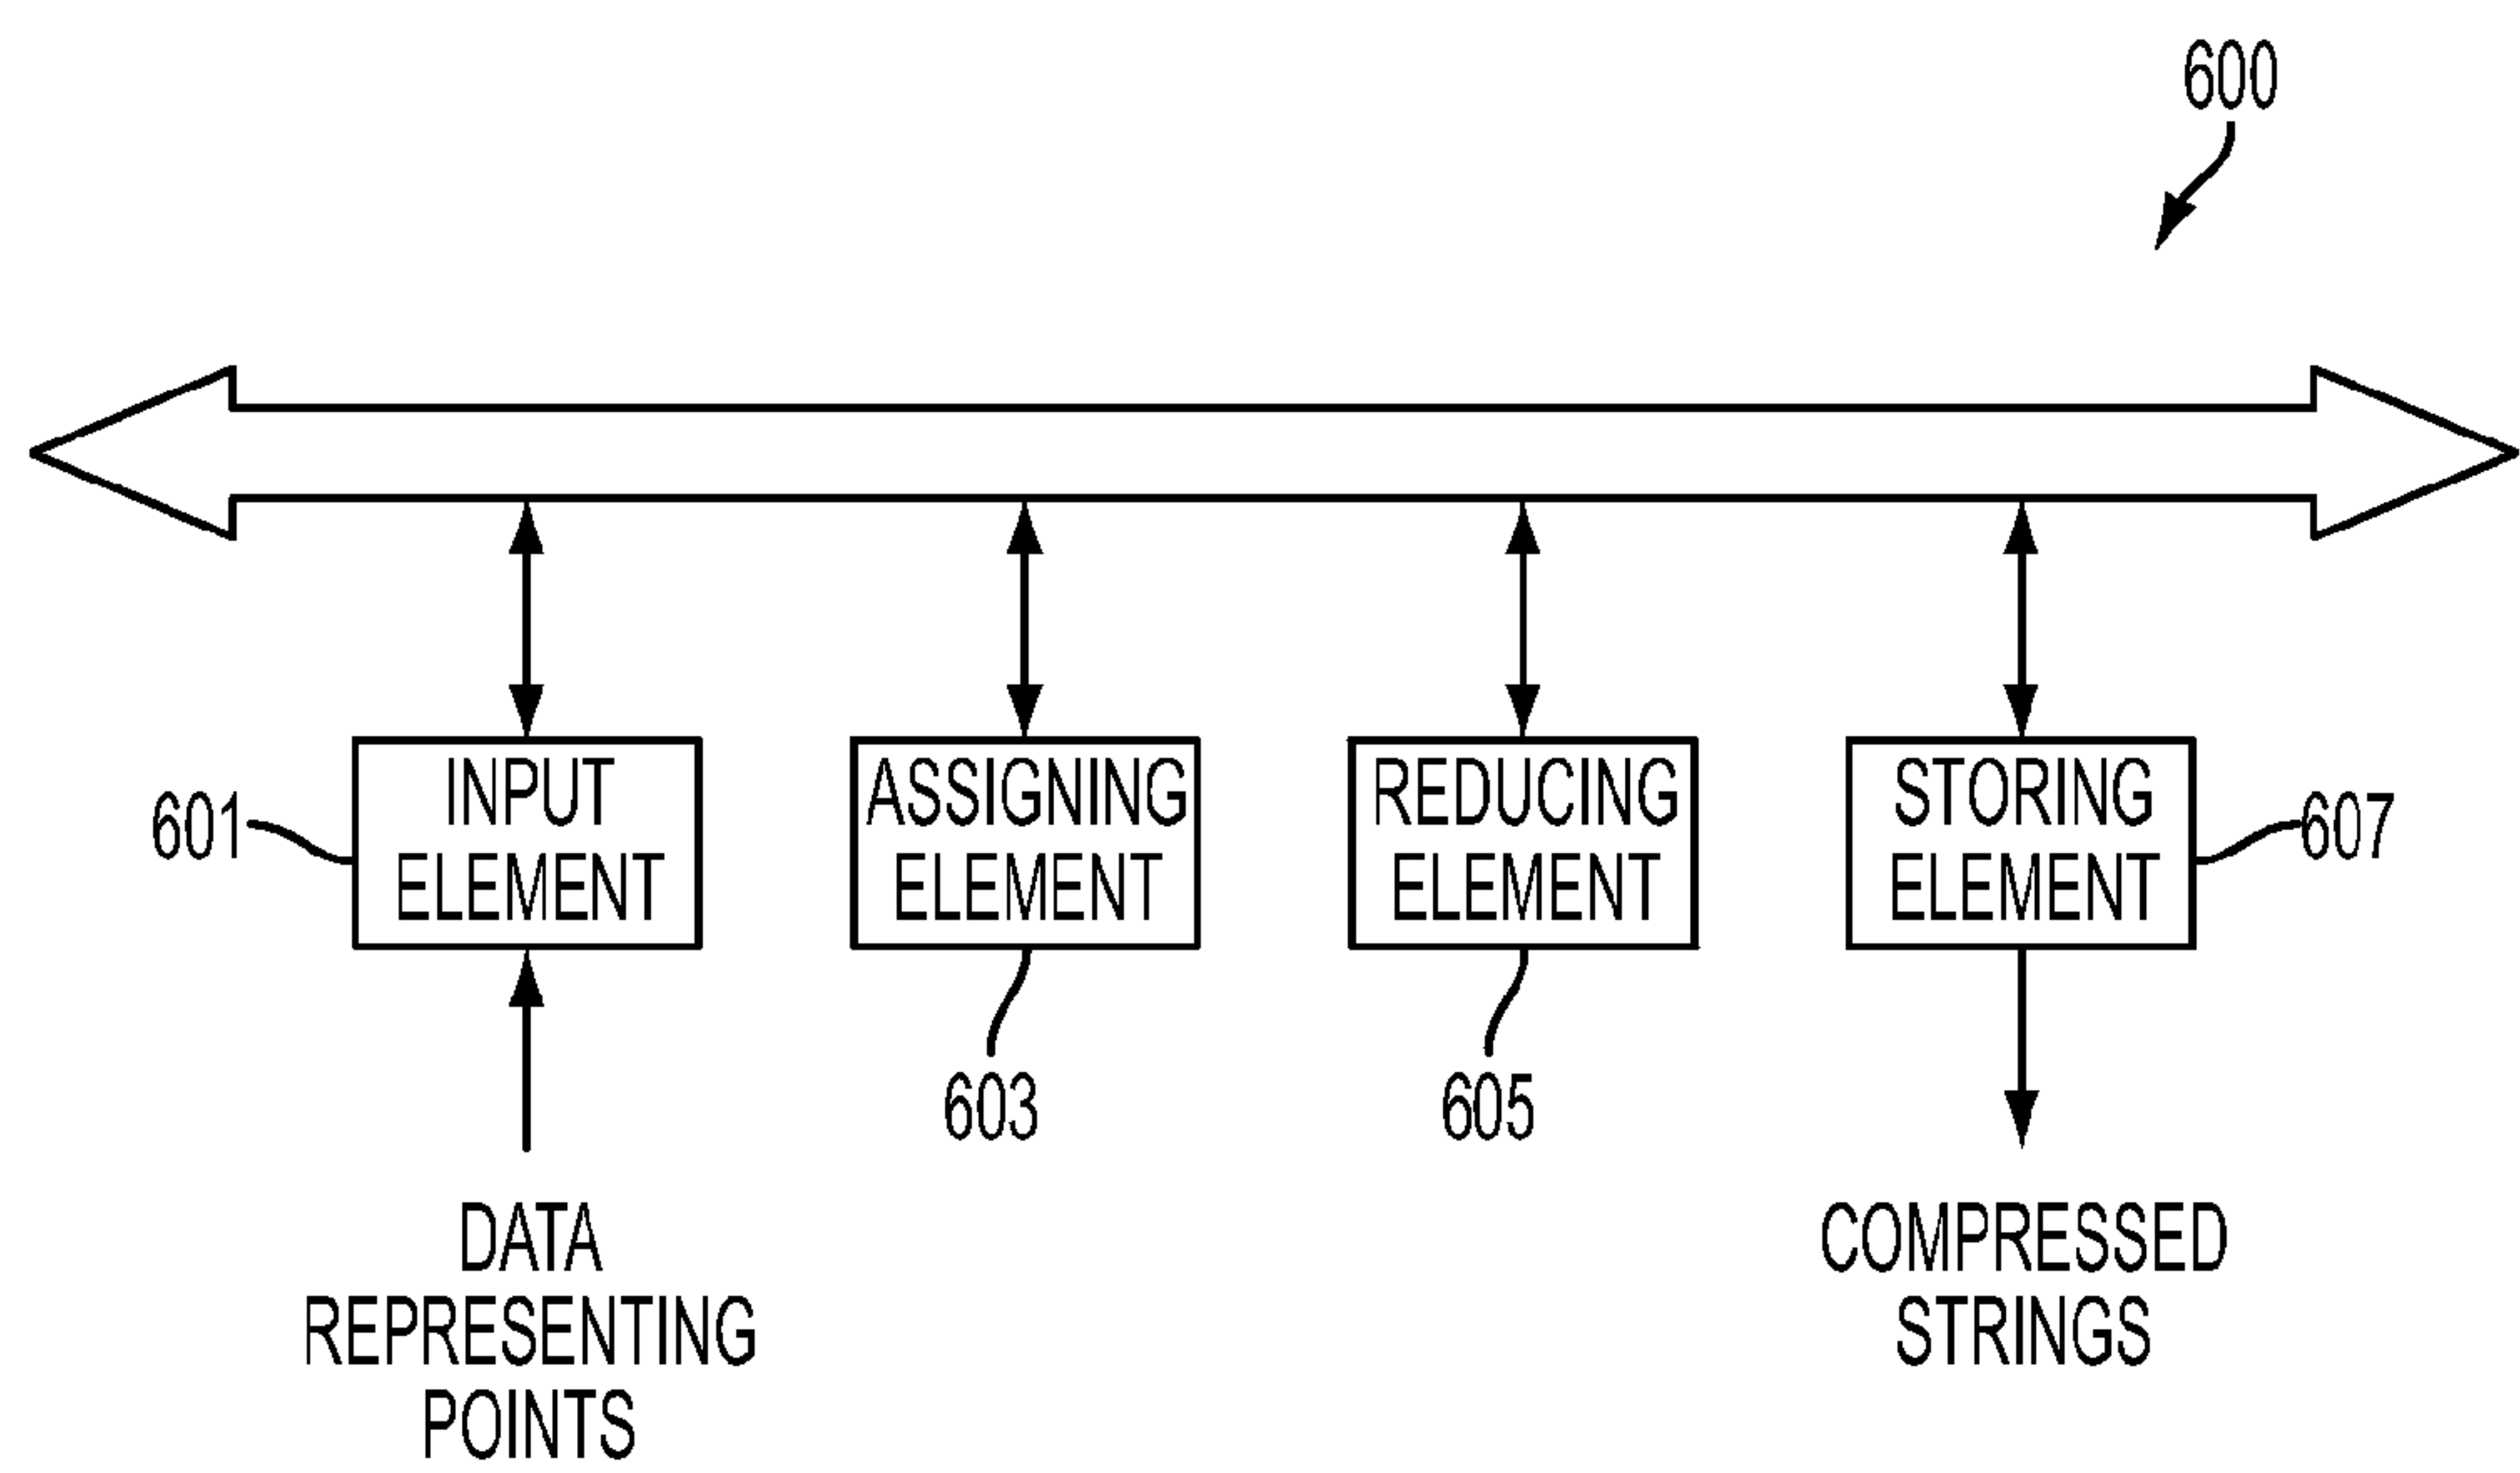 600
INPUT
ELEMENT
ASSIGNING
ELEMENT
REDUCING
ELEMENT
STORING
ELEMENT
601
607
603
605
DATA
REPRESENTING
POINTS
COMPRESSED
STRINGS